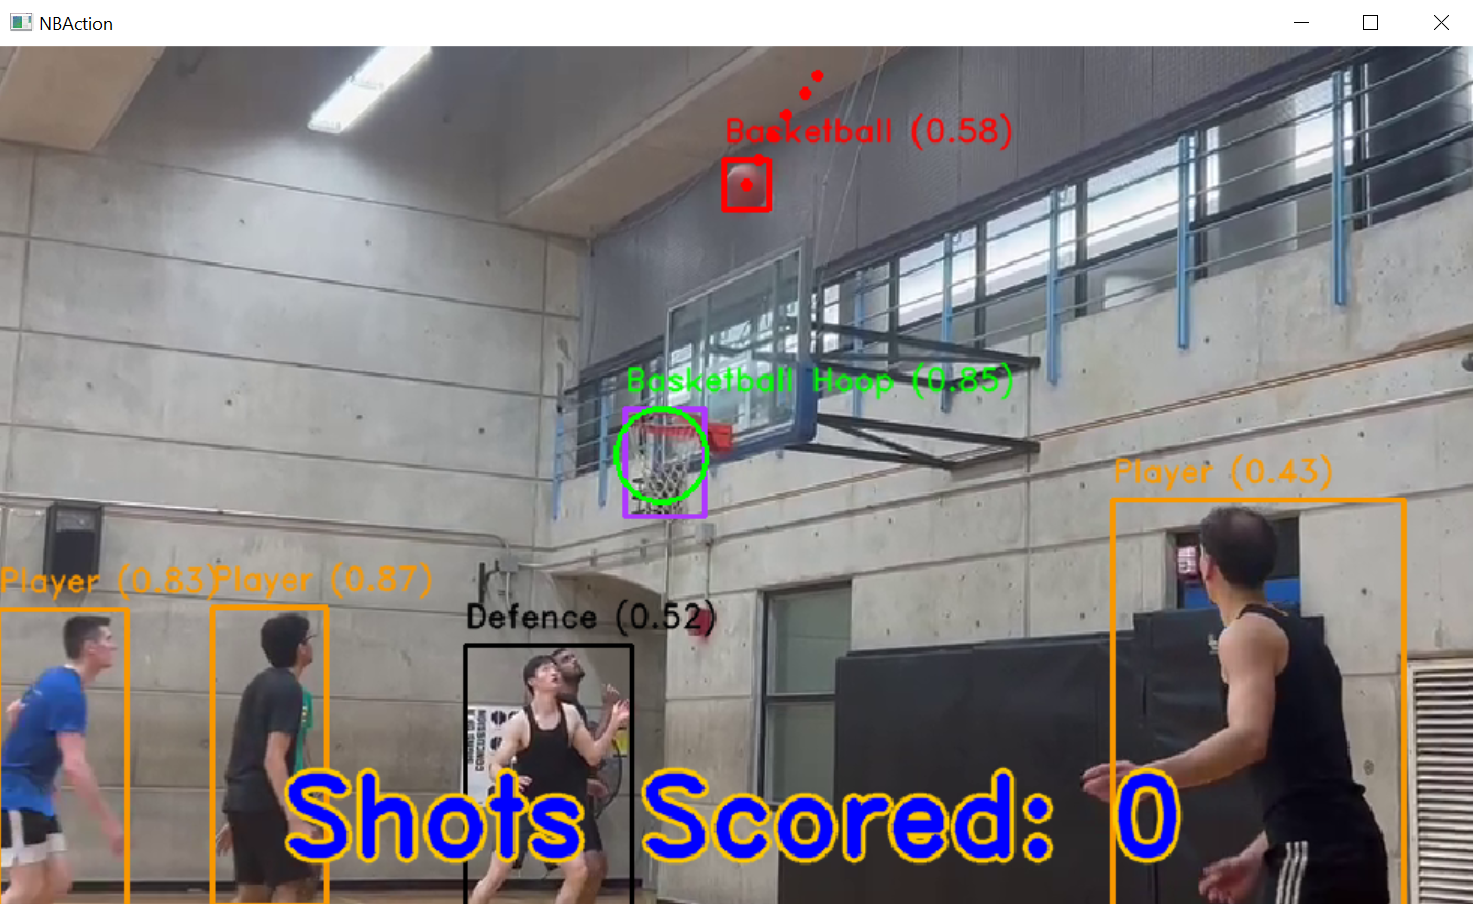 NBAction
Basketball (0.58)
Basketball Hoop (0.85)
Player (0.43)
Player (0.83)
Player (0.87)
Defence (0.52)
Shots Scored: 0